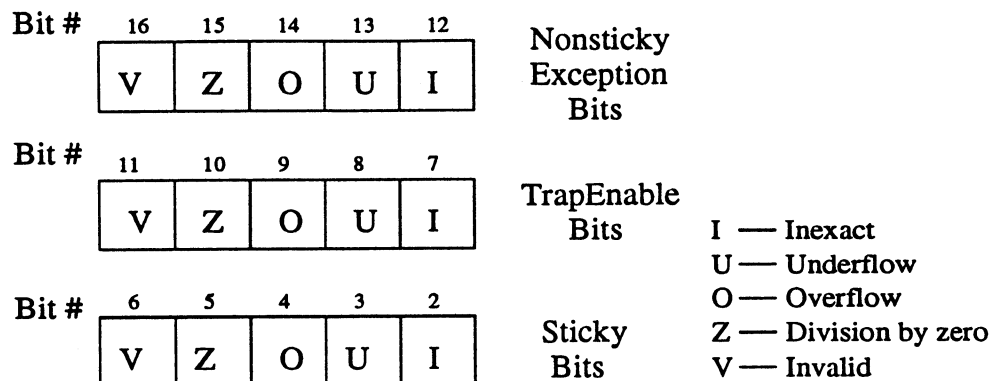 Bit # 16 15 14 13 12
V Z O U I
Nonsticky
Exception
Bits
Bit # 11 10 9 8 7
V Z O U I
TrapEnable
Bits
Bit # 6 5 4 3 2
V Z O U I
Sticky
Bits
I — Inexact
U — Underflow
O — Overflow
Z — Division by zero
V — Invalid